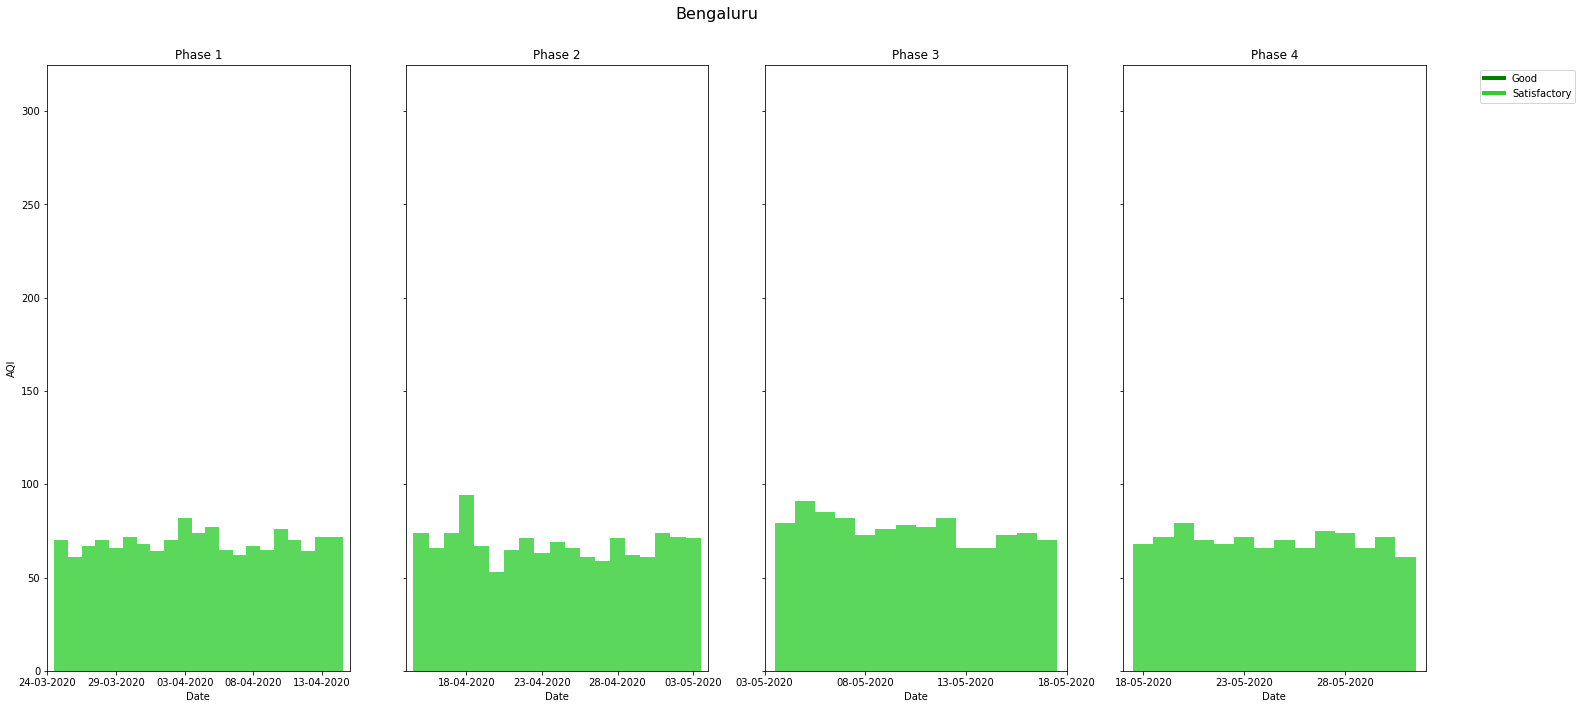 Bengaluru
Phase 1
Phase 2
Phase 3
Phase 4
Good
Satisfactory
300
250
200
150
100
50
0
AQI
24-03-2020 29-03-2020 03-04-2020 08-04-2020 13-04-2020
18-04-2020 23-04-2020 28-04-2020 03-05-2020
03-05-2020 08-05-2020 13-05-2020 18-05-2020
18-05-2020 23-05-2020 28-05-2020
Date
Date
Date
Date